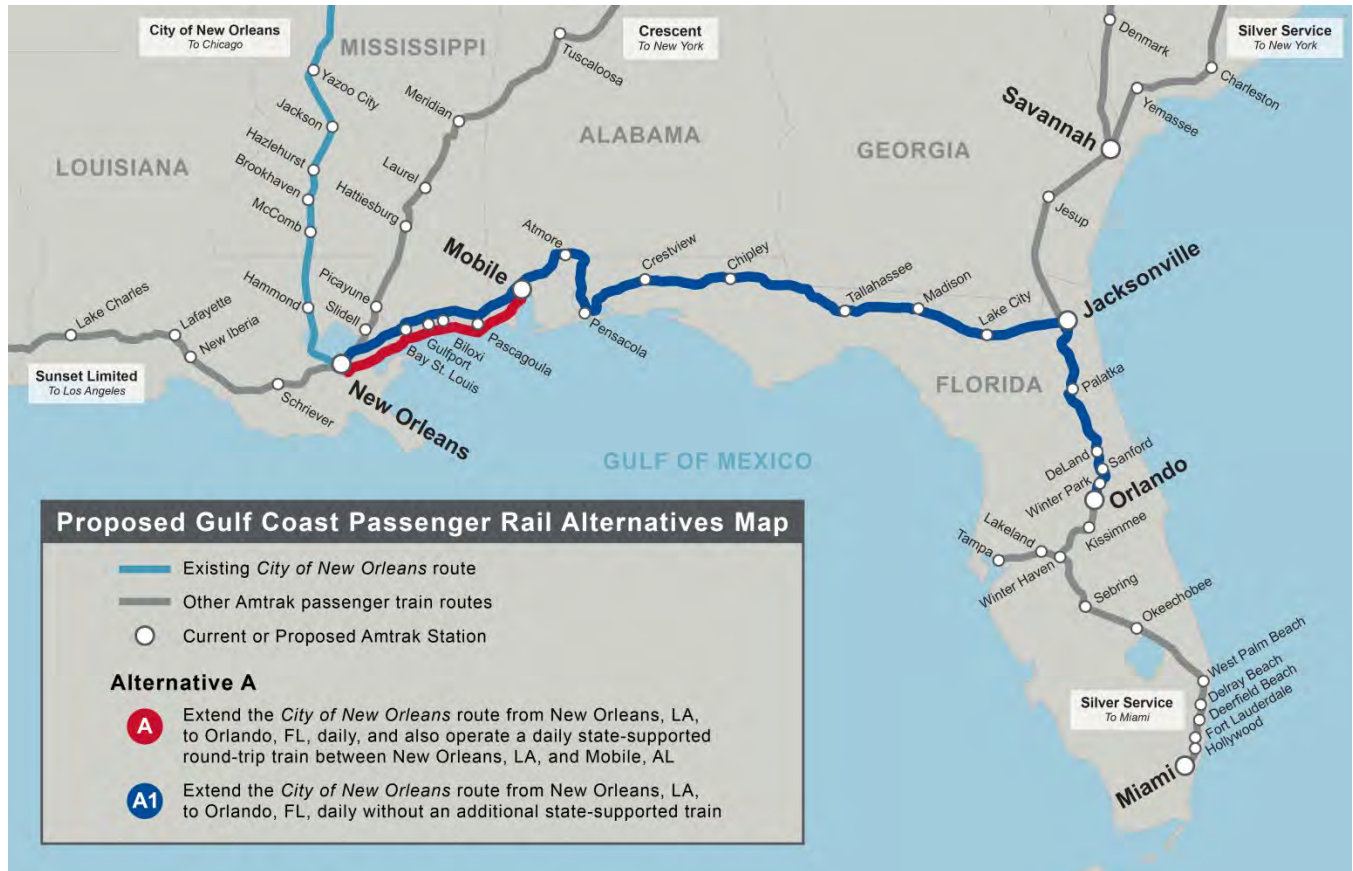 City of New Orleans
To Chicago
MISSISSIPPI
Crescent
To New York
Silver Service
To New York
Denmark
Tuscaloosa
Yazoo City
Charleston
Meridian
Savannah
Yemassee
Jackson
ALABAMA
GEORGIA
Hazlehurst
LOUISIANA
Laurel
Brookhaven
Hattiesburg
McComb
Jesup
Atmore
Mobile
Crestview
Chipley
Jacksonville
Picayune
Hammond
Tallahassee
Madison
Lake City
Lake Charles
Lafayette
Slidell
New Iberia
Pensacola
Pascagoula
Biloxi
Gulfport
Bay St. Louis
Sunset Limited
To Los Angeles
Schriever
New Orleans
FLORIDA
Palatka
GULF OF MEXICO
DeLand
Sanford
Winter Park
Orlando
Kissimmee
Lakeland
Tampa
Winter Haven
Sebring
Okeechobee
West Palm Beach
Delray Beach
Deerfield Beach
Fort Lauderdale
Hollywood
Silver Service
To Miami
Miami
Proposed Gulf Coast Passenger Rail Alternatives Map
Existing City of New Orleans route
Other Amtrak passenger train routes
Current or Proposed Amtrak Station
Alternative A
A
Extend the City of New Orleans route from New Orleans, LA,
to Orlando, FL, daily, and also operate a daily state-supported
round-trip train between New Orleans, LA, and Mobile, AL
A1
Extend the City of New Orleans route from New Orleans, LA,
to Orlando, FL, daily without an additional state-supported train